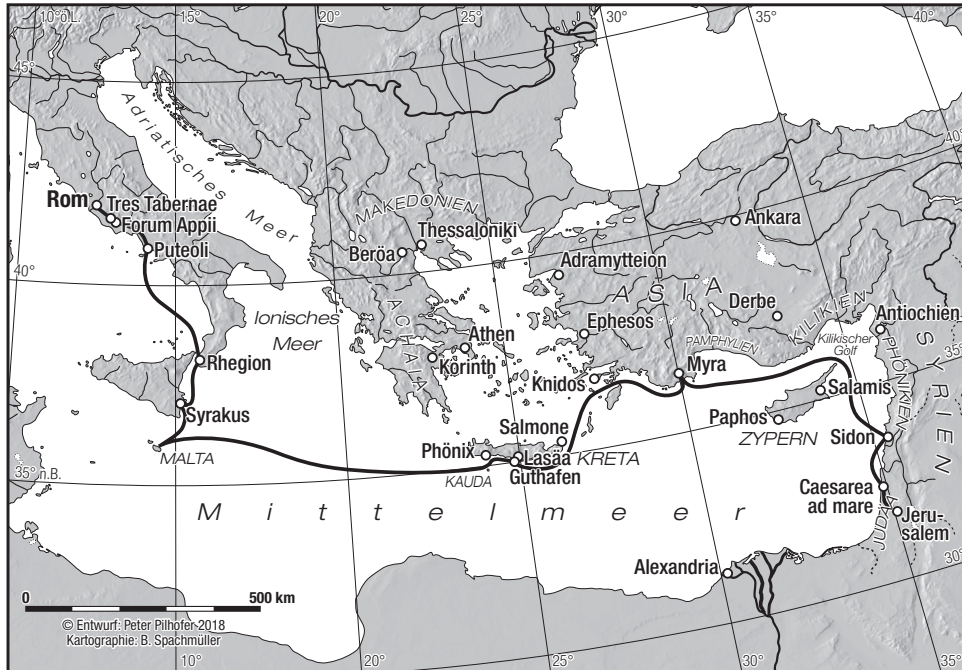 10° ö.L.
15°
20°
25°
30°
35°
40°
45°
40°
Adriatisches
Meer
Rom
Tres Tabernae
Forum Appii
Puteoli
MAKEDONIEN
Thessaloniki
Beröa
Ankara
Adramytteion
40°
ASIA
Derbe
KILIKIEN
Antiochien
SYRIEN
Ionisches
Meer
ACHAIA
Athen
Korinth
Ephesos
PAMPHYLIEN
Kilikischer
Golf
35°
PHÖNIKIEN
Rhegion
Knidos
Myra
Salamis
Syrakus
Paphos
ZYPERN
Sidon
Salmone
MALTA
Phönix
Lasäa
KRETA
Guthafen
KAUDA
35° n.B.
Mittelmeer
Caesarea
ad mare
JUDÄA
Jeru-
salem
30°
Alexandria
0
500 km
© Entwurf: Peter Pilhofer 2018
Kartographie: B. Spachmüller
10°
15°
20°
25°
30°
35°